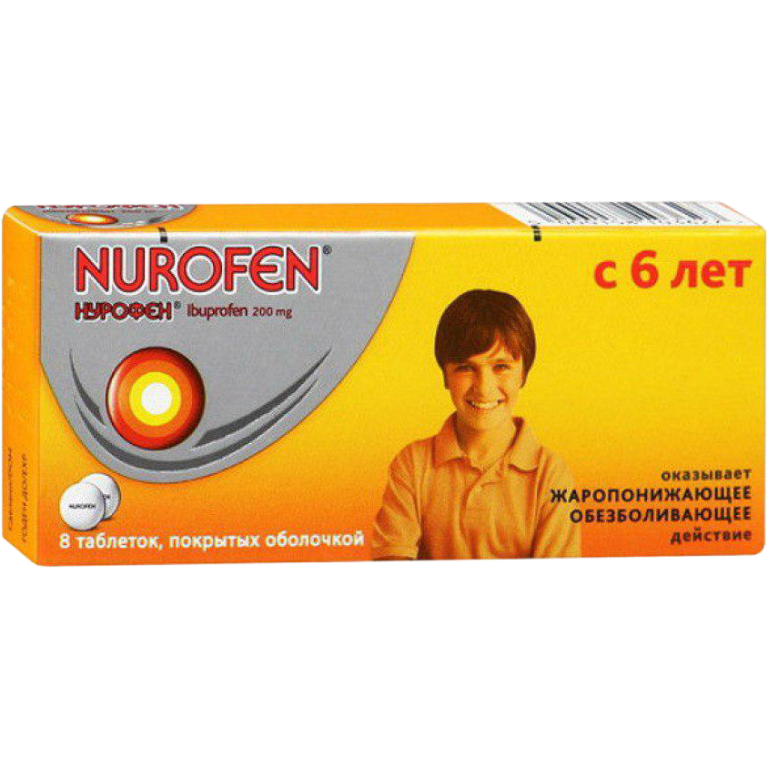 NUROFEN®
НУРОФЕН® Ibuprofen 200 mg
с 6 лет
NUROFEN
8 таблеток, покрытых оболочкой
оказывает
ЖАРОПОНИЖАЮЩЕЕ
ОБЕЗБОЛИВАЮЩЕЕ
действие